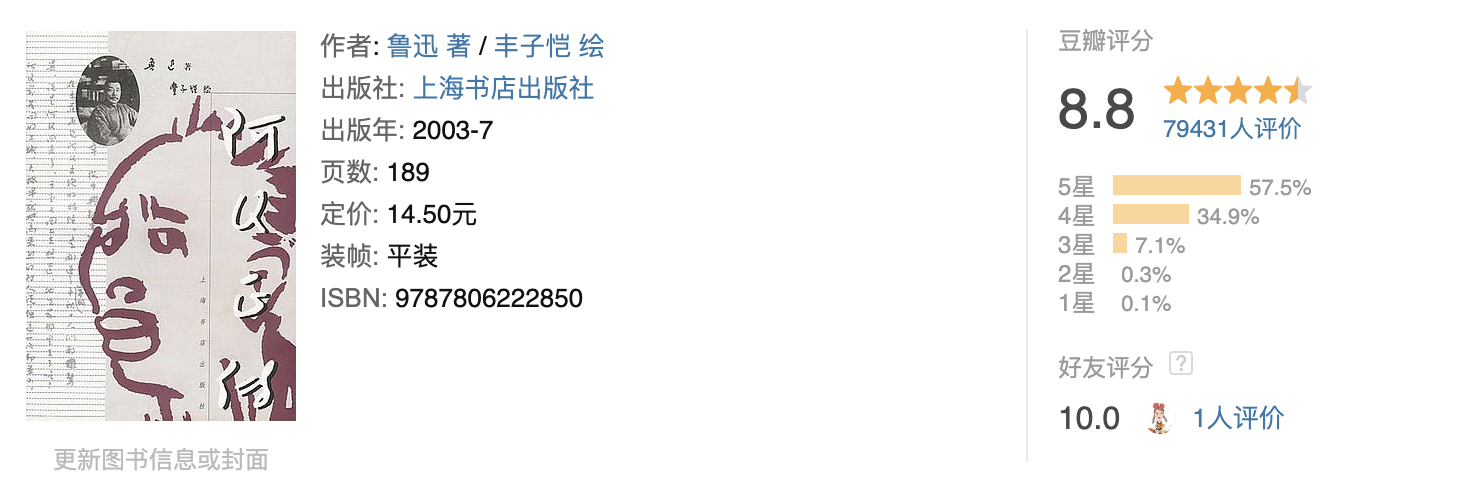 鲁迅 著
丰子恺 绘
阿Q正传
上海书店出版社
更新图书信息或封面
作者: 鲁迅 著 / 丰子恺 绘
出版社: 上海书店出版社
出版年: 2003-7
页数: 189
定价: 14.50元
装帧: 平装
ISBN: 9787806222850
豆瓣评分
8.8
79431人评价
5星 57.5%
4星 34.9%
3星 7.1%
2星 0.3%
1星 0.1%
好友评分 ?
10.0 1人评价